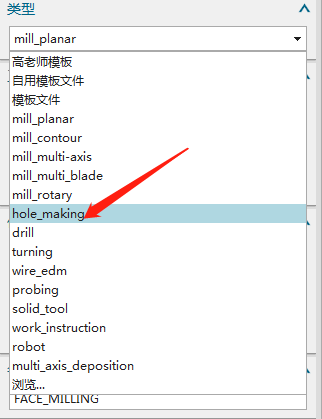 类型
mill_planar
高老师模板
自用模板文件
模板文件
mill_planar
mill_contour
mill_multi-axis
mill_multi_blade
mill_rotary
hole_making
drill
turning
wire_edm
probing
solid_tool
work_instruction
robot
multi_axis_deposition
浏览...
FACE_MILLING